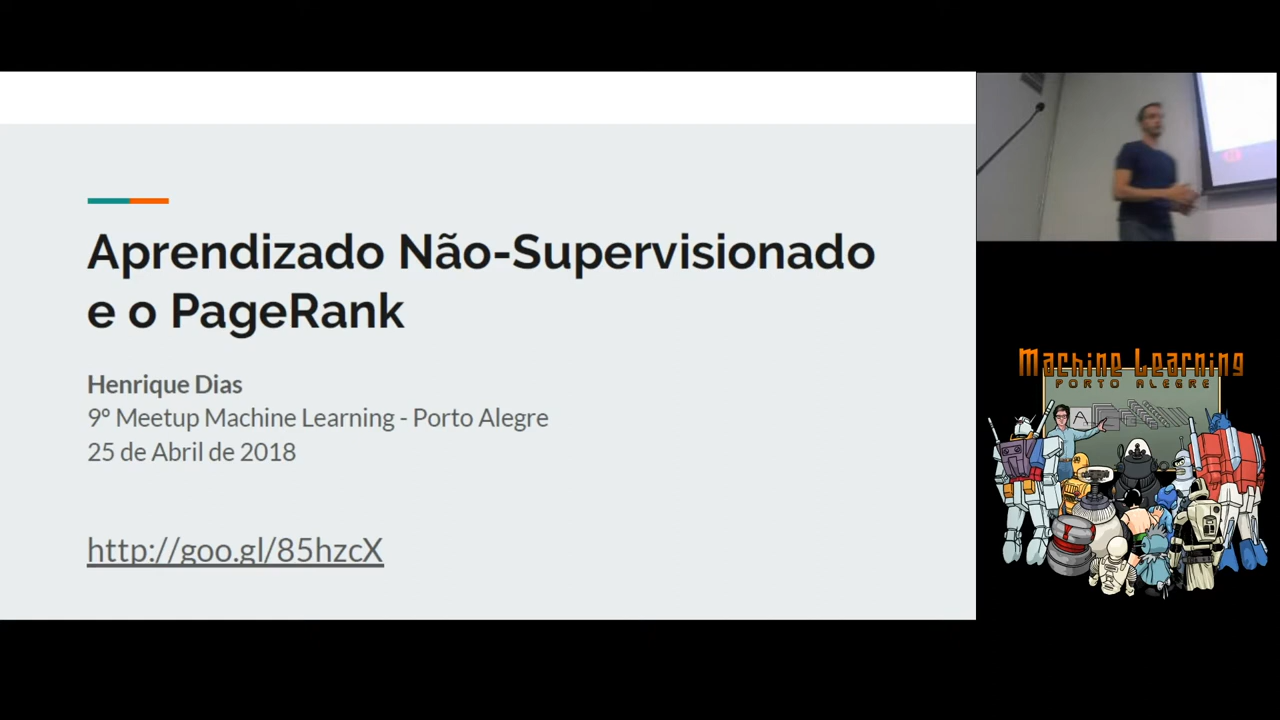 Aprendizado Não-Supervisionado
e o PageRank
Henrique Dias
9º Meetup Machine Learning - Porto Alegre
25 de Abril de 2018
http://goo.gl/85hzcX
Machine Learning
PORTO ALEGRE
A